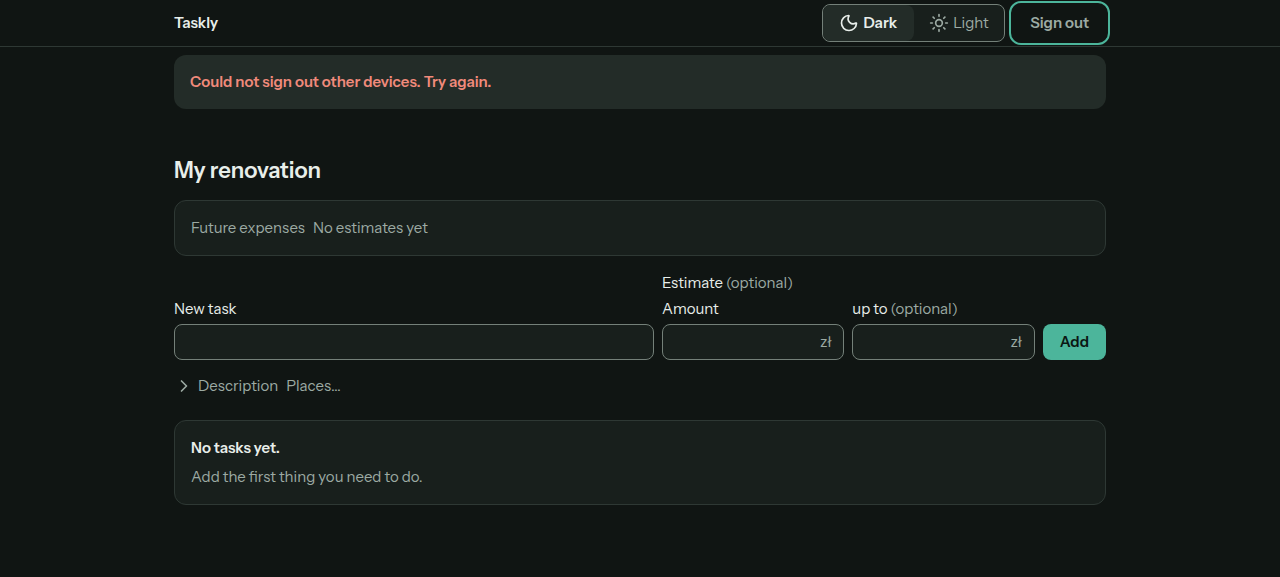 Taskly
Dark Light Sign out
Could not sign out other devices. Try again.
My renovation
Future expenses No estimates yet
Estimate (optional)
New task Amount up to (optional)
zł zł Add
Description Places...
No tasks yet.
Add the first thing you need to do.